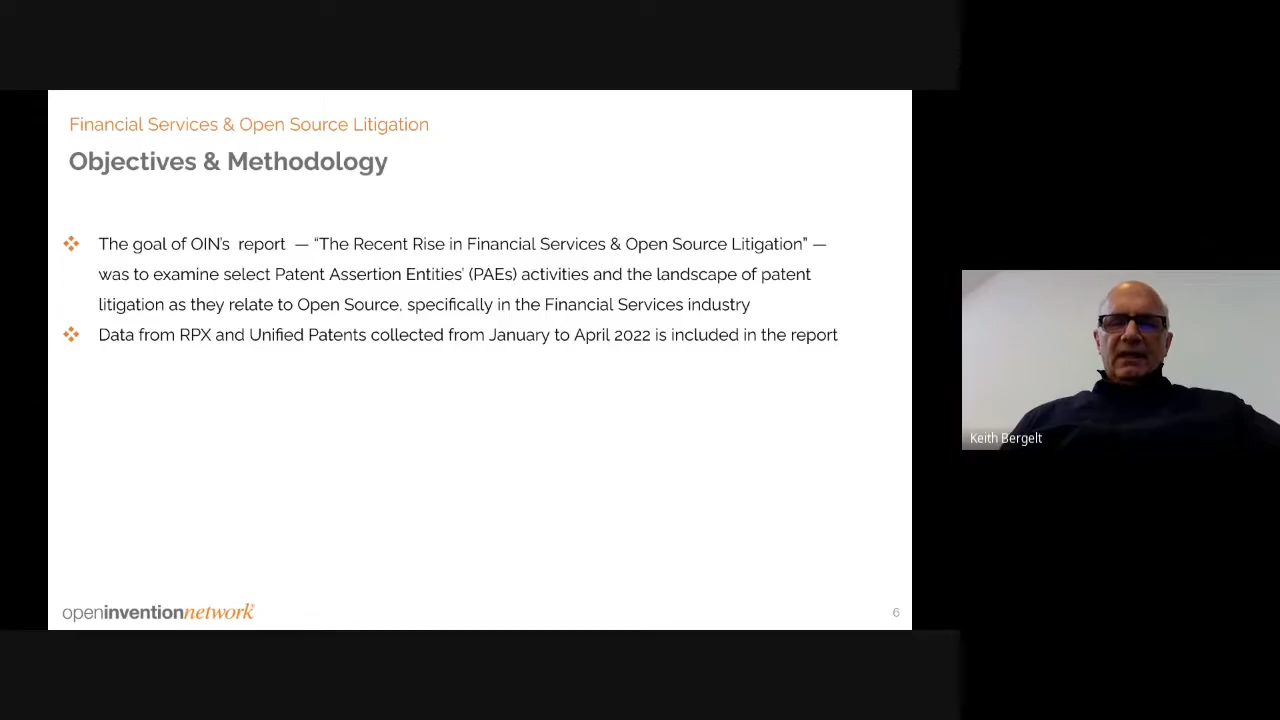 Financial Services & Open Source Litigation
Objectives & Methodology
The goal of OIN's  report  — “The Recent Rise in Financial Services & Open Source Litigation” —
was to examine select Patent Assertion Entities’ (PAEs) activities and the landscape of patent
litigation as they relate to Open Source, specifically in the Financial Services industry
Data from RPX and Unified Patents collected from January to April 2022 is included in the report
openinventionnetwork
6
Keith Bergelt